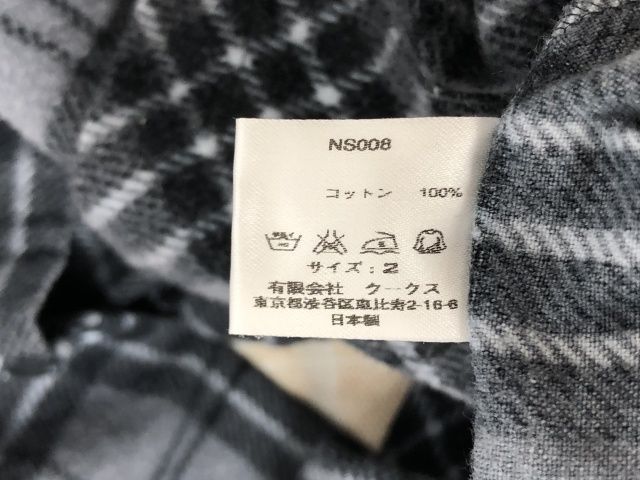 NS008
コットン 100%
サイズ：2
有限会社 クークス
東京都渋谷区恵比寿2-16-6
日本製